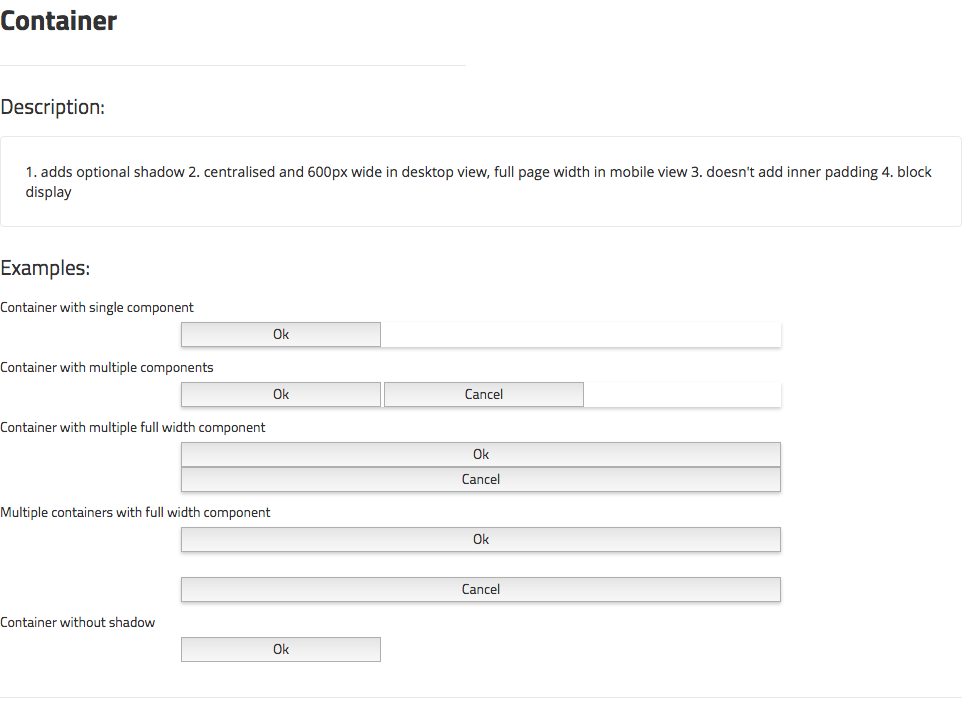 Container
Description:
1. adds optional shadow 2. centralised and 600px wide in desktop view, full page width in mobile view 3. doesn't add inner padding 4. block
display
Examples:
Container with single component
Ok
Container with multiple components
Ok Cancel
Container with multiple full width component
Ok
Cancel
Multiple containers with full width component
Ok
Cancel
Container without shadow
Ok